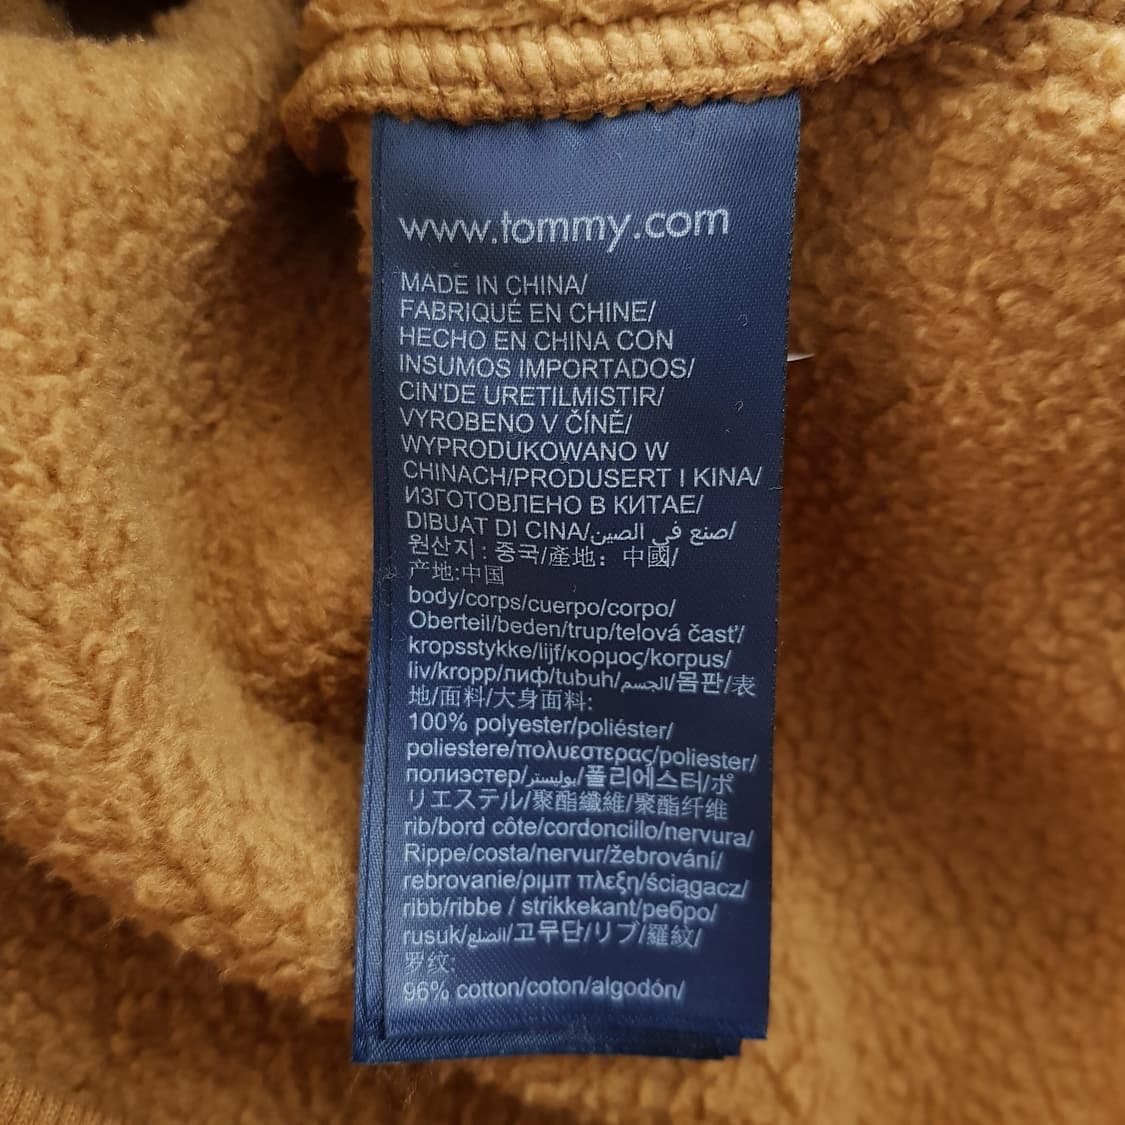 www.tommy.com
MADE IN CHINA/
FABRIQUÉ EN CHINE/
HECHO EN CHINA CON
INSUMOS IMPORTADOS/
CIN'DE URETILMISTIR/
VYROBENO V ČÍNĚ/
WYPRODUKOWANO W
CHINACH/PRODUSERT I KINA/
ИЗГОТОВЛЕНО В КИТАЕ/
DIBUAT DI CINA/صنع في الصين/
원산지 : 중국/產地：中國/
产地:中国
body/corps/cuerpo/corpo/
Oberteil/beden/trup/telová časť/
kropsstykke/lijf/κορμος/korpus/
liv/kropp/лиф/tubuh/الجسم/몸판/表
地/面料/大身面料:
100% polyester/poliéster/
poliestere/πολυεστερας/poliester/
полиэстер/بوليستر/폴리에스터/ポ
リエステル/聚酯纖維/聚酯纤维
rib/bord côte/cordoncillo/nervura/
Rippe/costa/nervur/žebrování/
rebrovanie/ριμπ πλεξη/ściągacz/
ribb/ribbe / strikkekant/ребро/
rusuk/الضلع/고무단/リブ/羅紋/
罗纹:
96% cotton/coton/algodón/